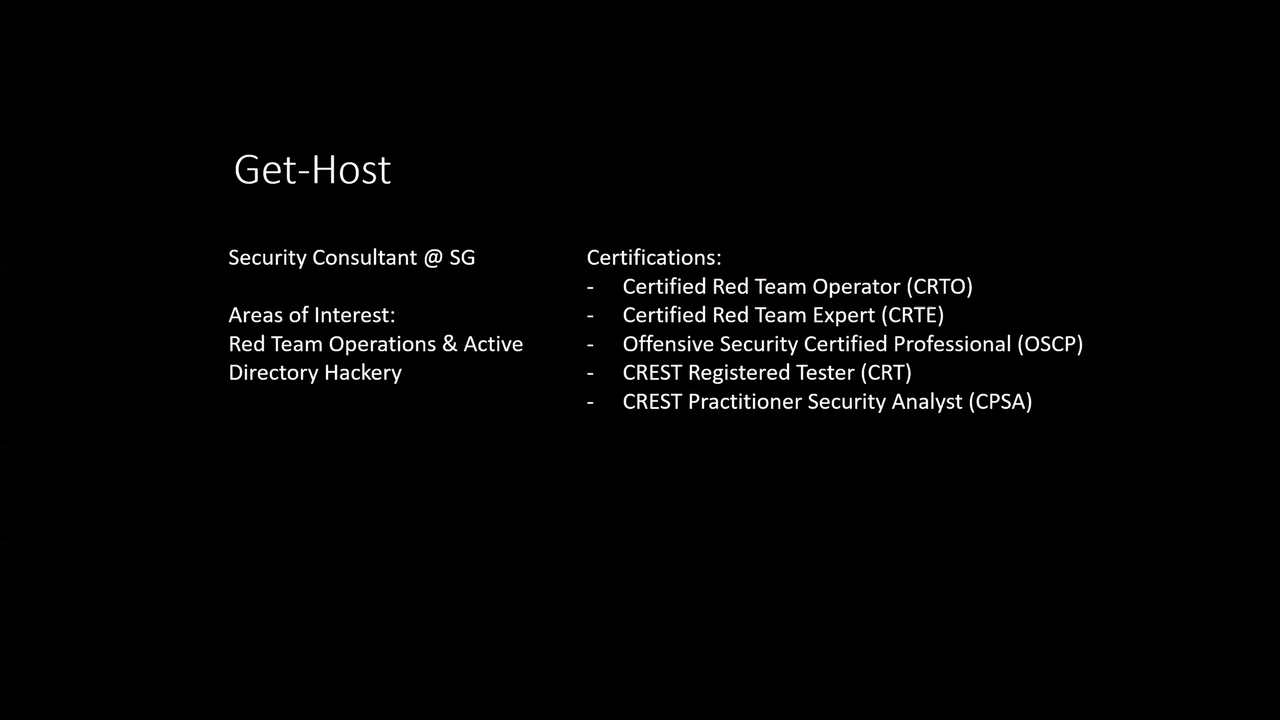 Get-Host
Security Consultant @ SG
Areas of Interest:
Red Team Operations & Active
Directory Hackery
Certifications:
- Certified Red Team Operator (CRTO)
- Certified Red Team Expert (CRTE)
- Offensive Security Certified Professional (OSCP)
- CREST Registered Tester (CRT)
- CREST Practitioner Security Analyst (CPSA)